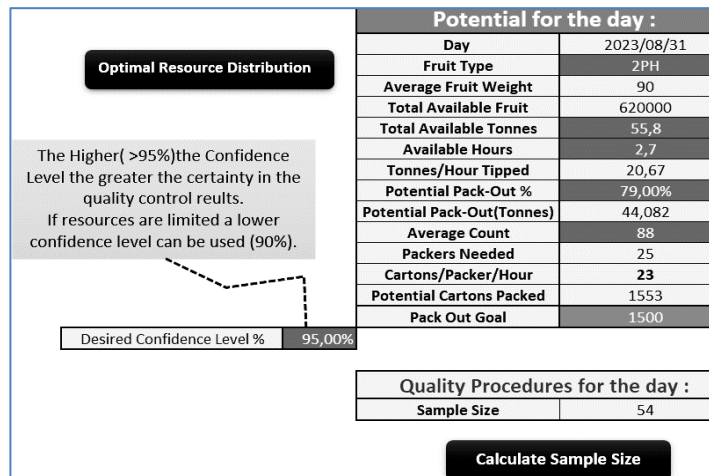 Optimal Resource Distribution
The Higher( >95%)the Confidence
Level the greater the certainty in the
quality control reults.
If resources are limited a lower
confidence level can be used (90%).
Desired Confidence Level % 95,00%
Potential for the day :
Day 2023/08/31
Fruit Type 2PH
Average Fruit Weight 90
Total Available Fruit 620000
Total Available Tonnes 55,8
Available Hours 2,7
Tonnes/Hour Tipped 20,67
Potential Pack-Out % 79,00%
Potential Pack-Out(Tonnes) 44,082
Average Count 88
Packers Needed 25
Cartons/Packer/Hour 23
Potential Cartons Packed 1553
Pack Out Goal 1500
Quality Procedures for the day :
Sample Size 54
Calculate Sample Size